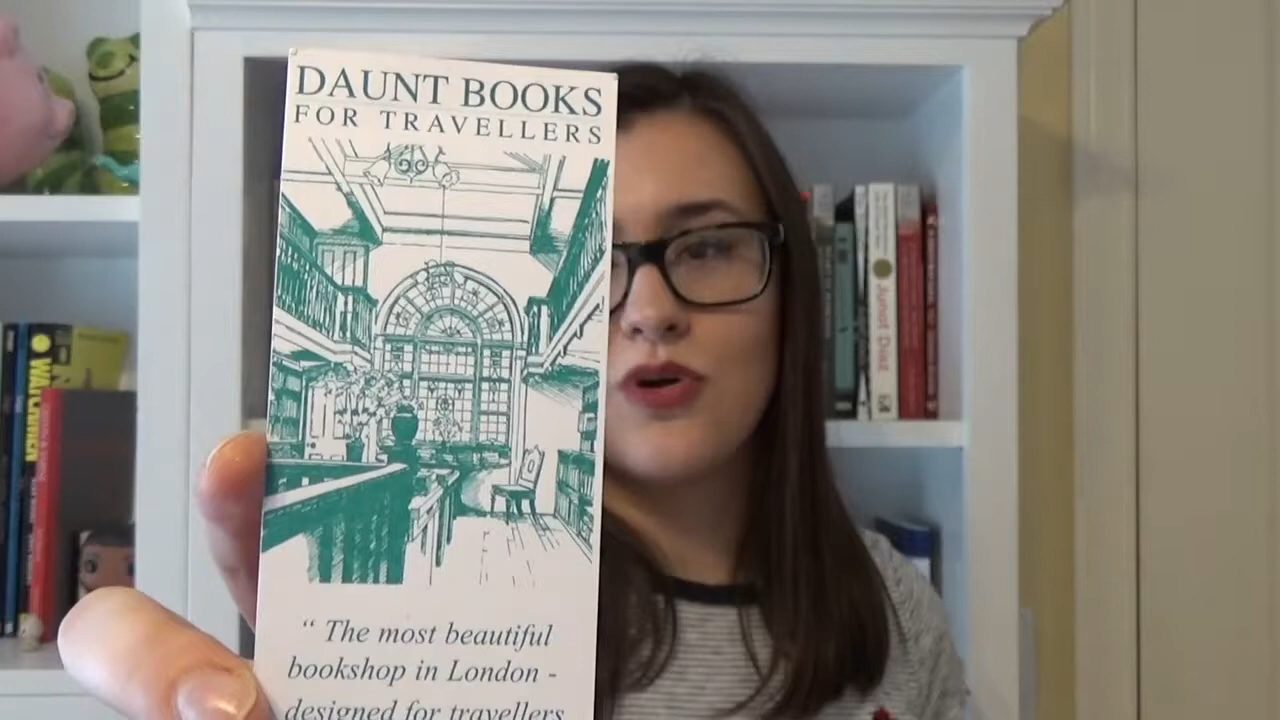 DAUNT BOOKS
FOR TRAVELLERS
“ The most beautiful
bookshop in London -
designed for travellers
WATCHMEN
Junot Díaz